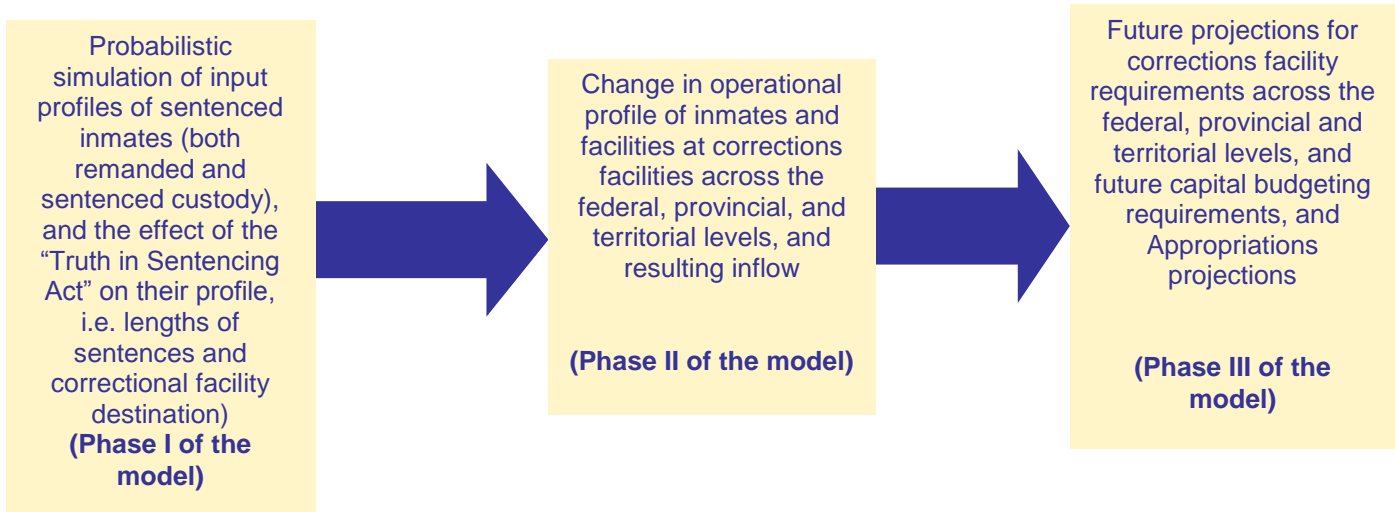 Probabilistic
simulation of input
profiles of sentenced
inmates (both
remanded and
sentenced custody),
and the effect of the
“Truth in Sentencing
Act” on their profile,
i.e. lengths of
sentences and
correctional facility
destination)
(Phase I of the
model)
Change in operational
profile of inmates and
facilities at corrections
facilities across the
federal, provincial, and
territorial levels, and
resulting inflow
(Phase II of the model)
Future projections for
corrections facility
requirements across the
federal, provincial and
territorial levels, and
future capital budgeting
requirements, and
Appropriations
projections
(Phase III of the
model)